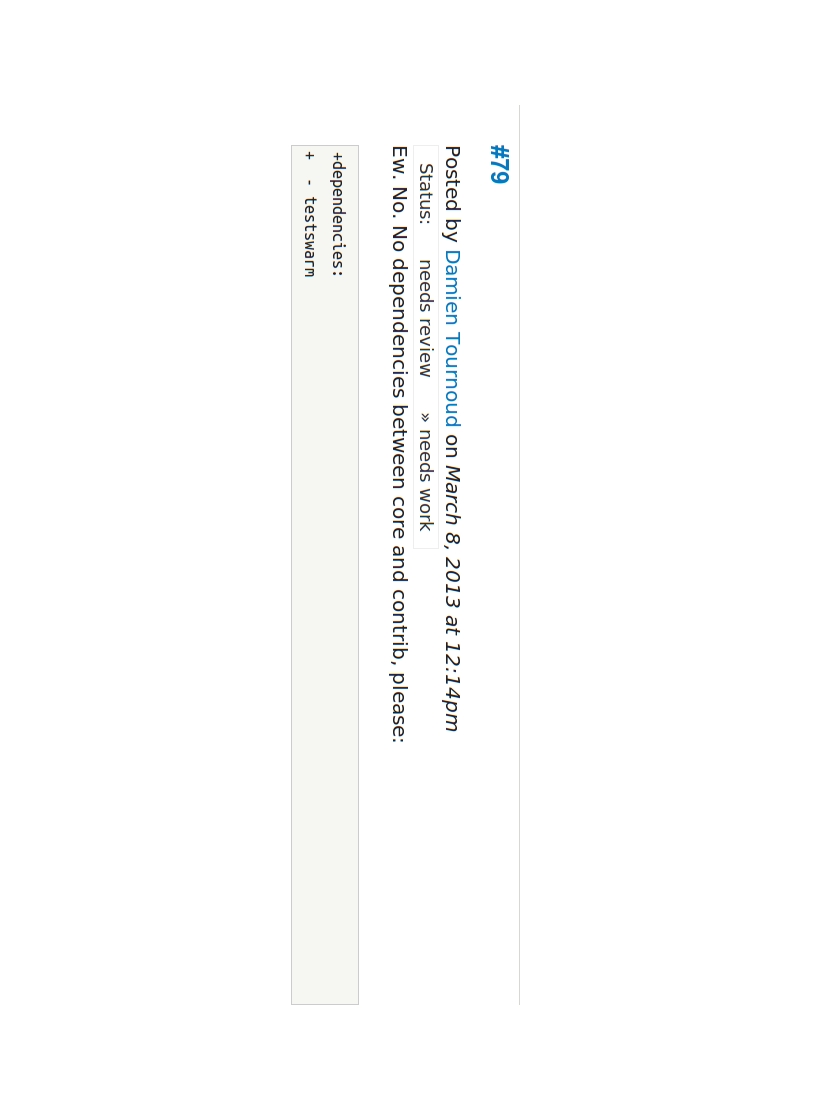 #79
Posted by Damien Tournoud on March 8, 2013 at 12:14pm
Status: needs review » needs work
Ew. No. No dependencies between core and contrib, please:
+dependencies:
+  - testswarm